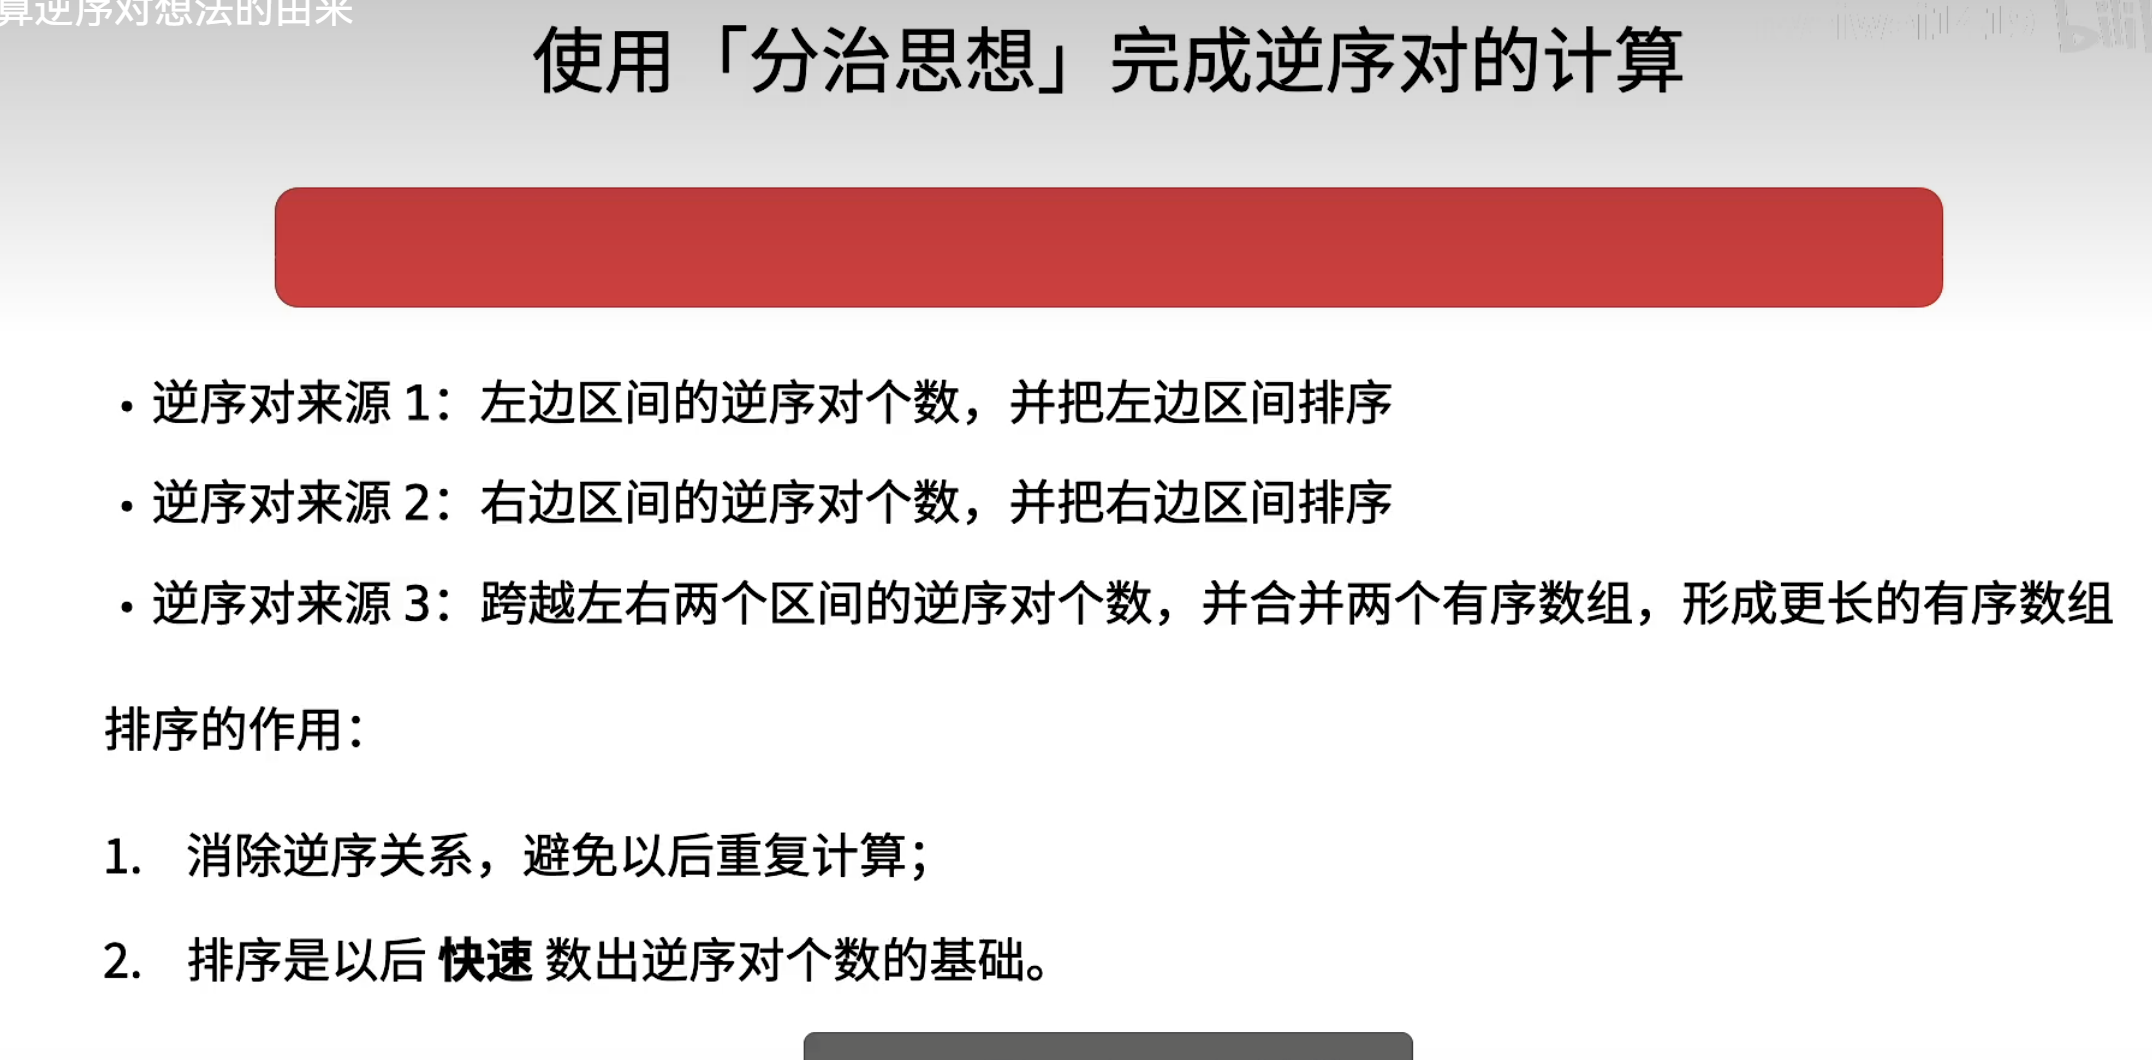 算逆序对想法的由来
使用「分治思想」完成逆序对的计算
• 逆序对来源 1：左边区间的逆序对个数，并把左边区间排序
• 逆序对来源 2：右边区间的逆序对个数，并把右边区间排序
• 逆序对来源 3：跨越左右两个区间的逆序对个数，并合并两个有序数组，形成更长的有序数组
排序的作用：
1. 消除逆序关系，避免以后重复计算；
2. 排序是以后 快速 数出逆序对个数的基础。